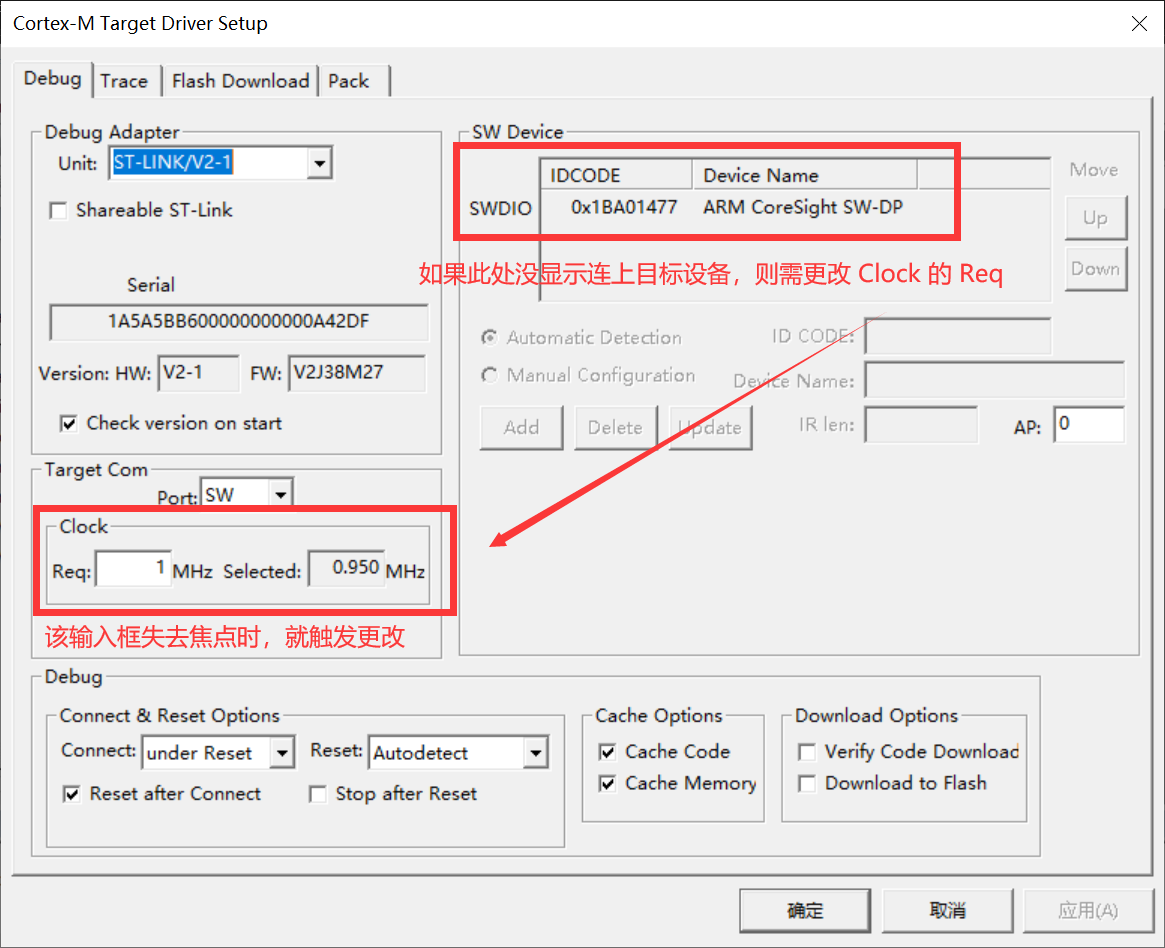 Cortex-M Target Driver Setup
Debug
Trace
Flash Download
Pack
Debug Adapter
Unit:
ST-LINK/V2-1
Shareable ST-Link
Serial
1A5A5BB600000000000A42DF
Version: HW:
V2-1
FW:
V2J38M27
Check version on start
Target Com
Port:
SW
Clock
Req:
1
MHz
Selected:
0.950
MHz
该输入框失去焦点时，就触发更改
SW Device
IDCODE
Device Name
SWDIO
0x1BA01477
ARM CoreSight SW-DP
Move
Up
Down
如果此处没显示连上目标设备，则需更改 Clock 的 Req
Automatic Detection
Manual Configuration
ID CODE:
Device Name:
Add
Delete
Update
IR len:
AP:
0
Debug
Connect & Reset Options
Connect:
under Reset
Reset:
Autodetect
Reset after Connect
Stop after Reset
Cache Options
Cache Code
Cache Memory
Download Options
Verify Code Download
Download to Flash
确定
取消
应用(A)